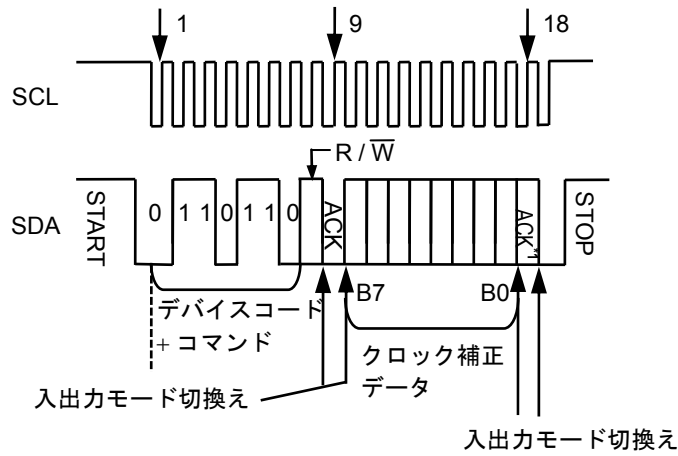 1 9 18
SCL
R / W
SDA
START
0 1 1 0 1 1 0
ACK
ACK*1
STOP
B7 B0
デバイスコード
+ コマンド
クロック補正
データ
入出力モード切換え
入出力モード切換え